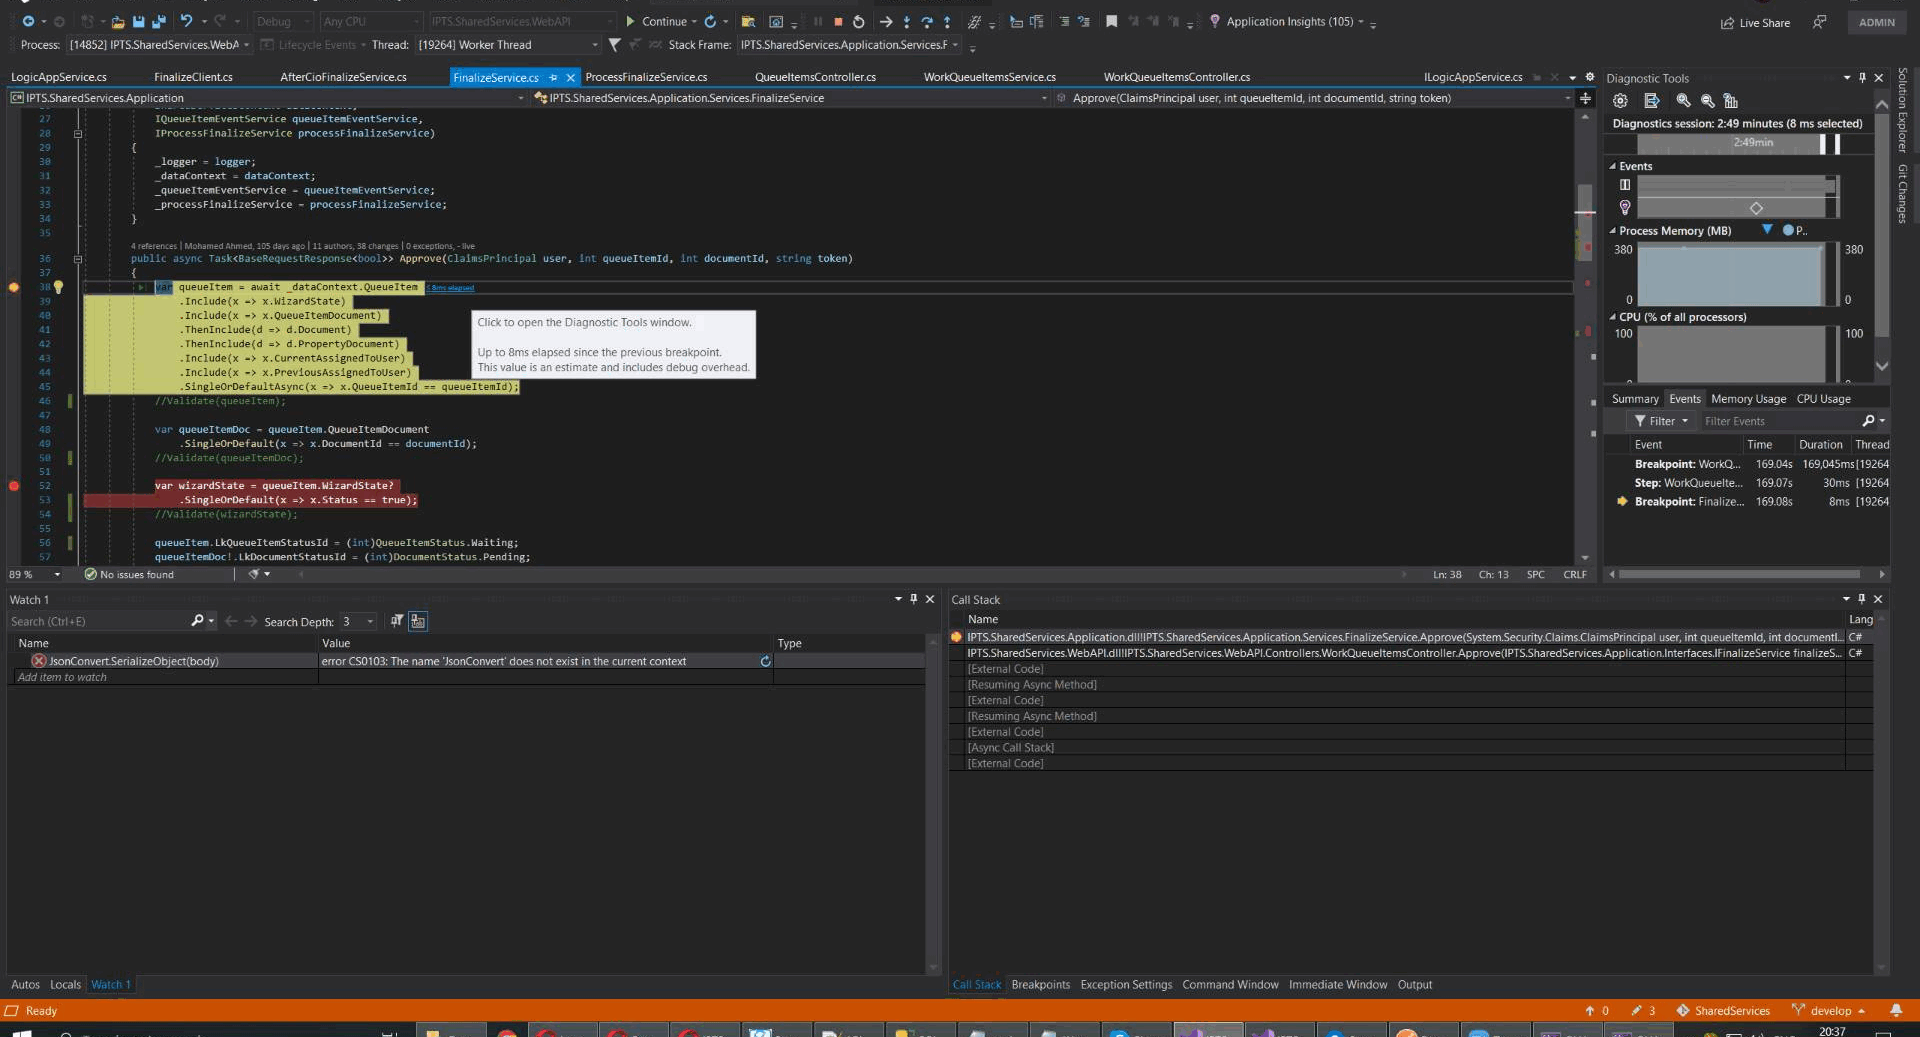 Debug
Any CPU
IPTS.SharedServices.WebAPI
Continue
Application Insights (105)
Live Share
ADMIN
Process: [14852] IPTS.SharedServices.WebA
Lifecycle Events
Thread: [19264] Worker Thread
Stack Frame: IPTS.SharedServices.Application.Services.F
LogicAppService.cs
FinalizeClient.cs
AfterCioFinalizeService.cs
FinalizeService.cs
ProcessFinalizeService.cs
QueueItemsController.cs
WorkQueueItemsService.cs
WorkQueueItemsController.cs
ILogicAppService.cs
IPTS.SharedServices.Application
IPTS.SharedServices.Application.Services.FinalizeService
Approve(ClaimsPrincipal user, int queueItemId, int documentId, string token)
27 IQueueItemEventService queueItemEventService,
28 IProcessFinalizeService processFinalizeService)
29 {
30 _logger = logger;
31 _dataContext = dataContext;
32 _queueItemEventService = queueItemEventService;
33 _processFinalizeService = processFinalizeService;
34 }
35
4 references | Mohamed Ahmed, 105 days ago | 11 authors, 38 changes | 0 exceptions, - live
36 public async Task<BaseRequestResponse<bool>> Approve(ClaimsPrincipal user, int queueItemId, int documentId, string token)
37 {
38 var queueItem = await _dataContext.QueueItem ≤ 8ms elapsed
39 .Include(x => x.WizardState)
40 .Include(x => x.QueueItemDocument)
41 .ThenInclude(d => d.Document)
42 .ThenInclude(d => d.PropertyDocument)
43 .Include(x => x.CurrentAssignedToUser)
44 .Include(x => x.PreviousAssignedToUser)
45 .SingleOrDefaultAsync(x => x.QueueItemId == queueItemId);
46 //Validate(queueItem);
47
48 var queueItemDoc = queueItem.QueueItemDocument
49 .SingleOrDefault(x => x.DocumentId == documentId);
50 //Validate(queueItemDoc);
51
52 var wizardState = queueItem.WizardState?
53 .SingleOrDefault(x => x.Status == true);
54 //Validate(wizardState);
55
56 queueItem.LkQueueItemStatusId = (int)QueueItemStatus.Waiting;
57 queueItemDoc!.LkDocumentStatusId = (int)DocumentStatus.Pending;
Click to open the Diagnostic Tools window.
Up to 8ms elapsed since the previous breakpoint.
This value is an estimate and includes debug overhead.
89 %
No issues found
Ln: 38
Ch: 13
SPC
CRLF
Diagnostic Tools
Diagnostics session: 2:49 minutes (8 ms selected)
2:49min
Events
Process Memory (MB)
P..
380
380
0
0
CPU (% of all processors)
100
100
Summary
Events
Memory Usage
CPU Usage
Filter
Filter Events
Event
Time
Duration
Thread
Breakpoint: WorkQ... 169.04s 169,045ms [19264
Step: WorkQueueIte... 169.07s 30ms [19264
Breakpoint: Finalize... 169.08s 8ms [19264
Solution Explorer
Git Changes
Watch 1
Search (Ctrl+E)
Search Depth: 3
Name
Value
Type
JsonConvert.SerializeObject(body)
error CS0103: The name 'JsonConvert' does not exist in the current context
Add item to watch
Autos
Locals
Watch 1
Call Stack
Name
Lang
IPTS.SharedServices.Application.dll!IPTS.SharedServices.Application.Services.FinalizeService.Approve(System.Security.Claims.ClaimsPrincipal user, int queueItemId, int documentI... C#
IPTS.SharedServices.WebAPI.dll!IPTS.SharedServices.WebAPI.Controllers.WorkQueueItemsController.Approve(IPTS.SharedServices.Application.Interfaces.IFinalizeService finalizeS... C#
[External Code]
[Resuming Async Method]
[External Code]
[Resuming Async Method]
[External Code]
[Async Call Stack]
[External Code]
Call Stack
Breakpoints
Exception Settings
Command Window
Immediate Window
Output
Ready
0
3
SharedServices
develop
20:37